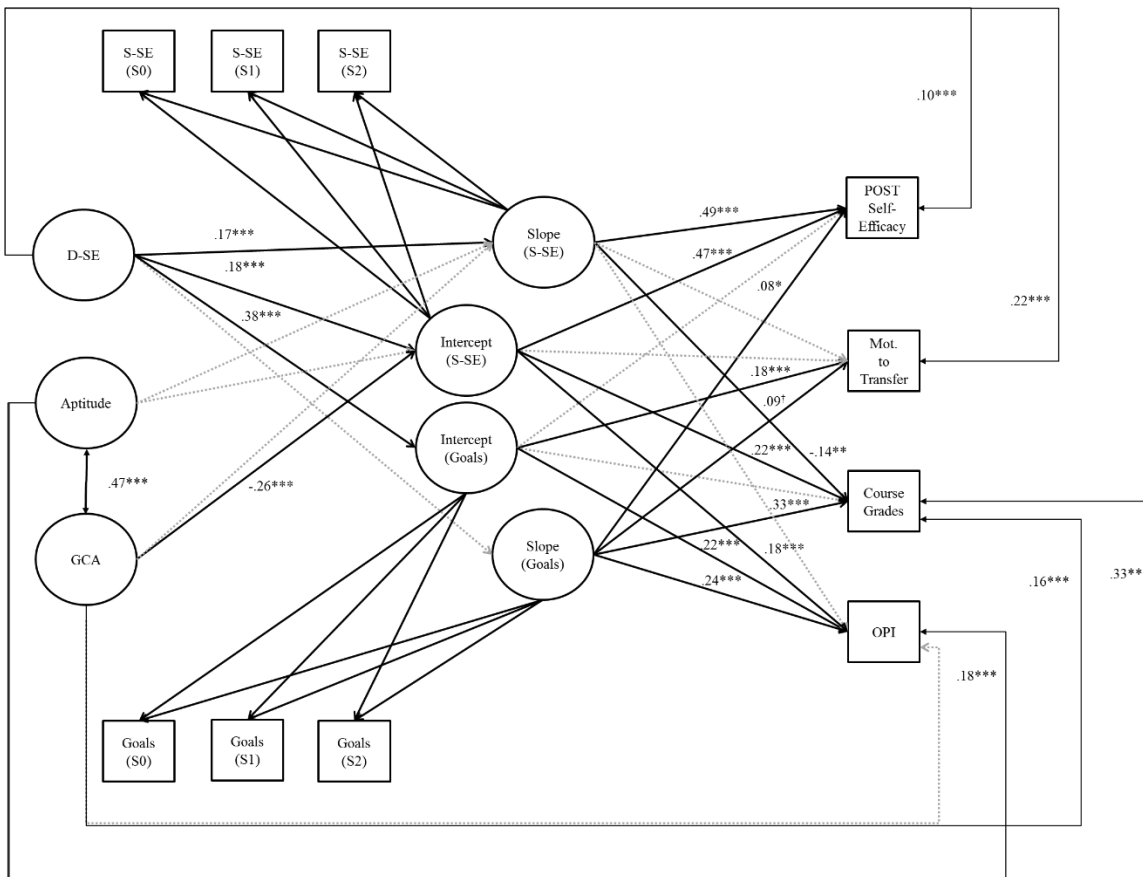 S-SE
(S0)
S-SE
(S1)
S-SE
(S2)
.10***
POST
Self-
Efficacy
.49***
.17***
Slope
(S-SE)
D-SE
.18***
.47***
.08*
.22***
.38***
Intercept
(S-SE)
Mot.
to
Transfer
.18***
.09†
Aptitude
Intercept
(Goals)
.22***
-.14**
.47***
-.26***
Course
Grades
.33***
GCA
Slope
(Goals)
.22***
.18***
.24***
.16***
.33**
OPI
.18***
Goals
(S0)
Goals
(S1)
Goals
(S2)